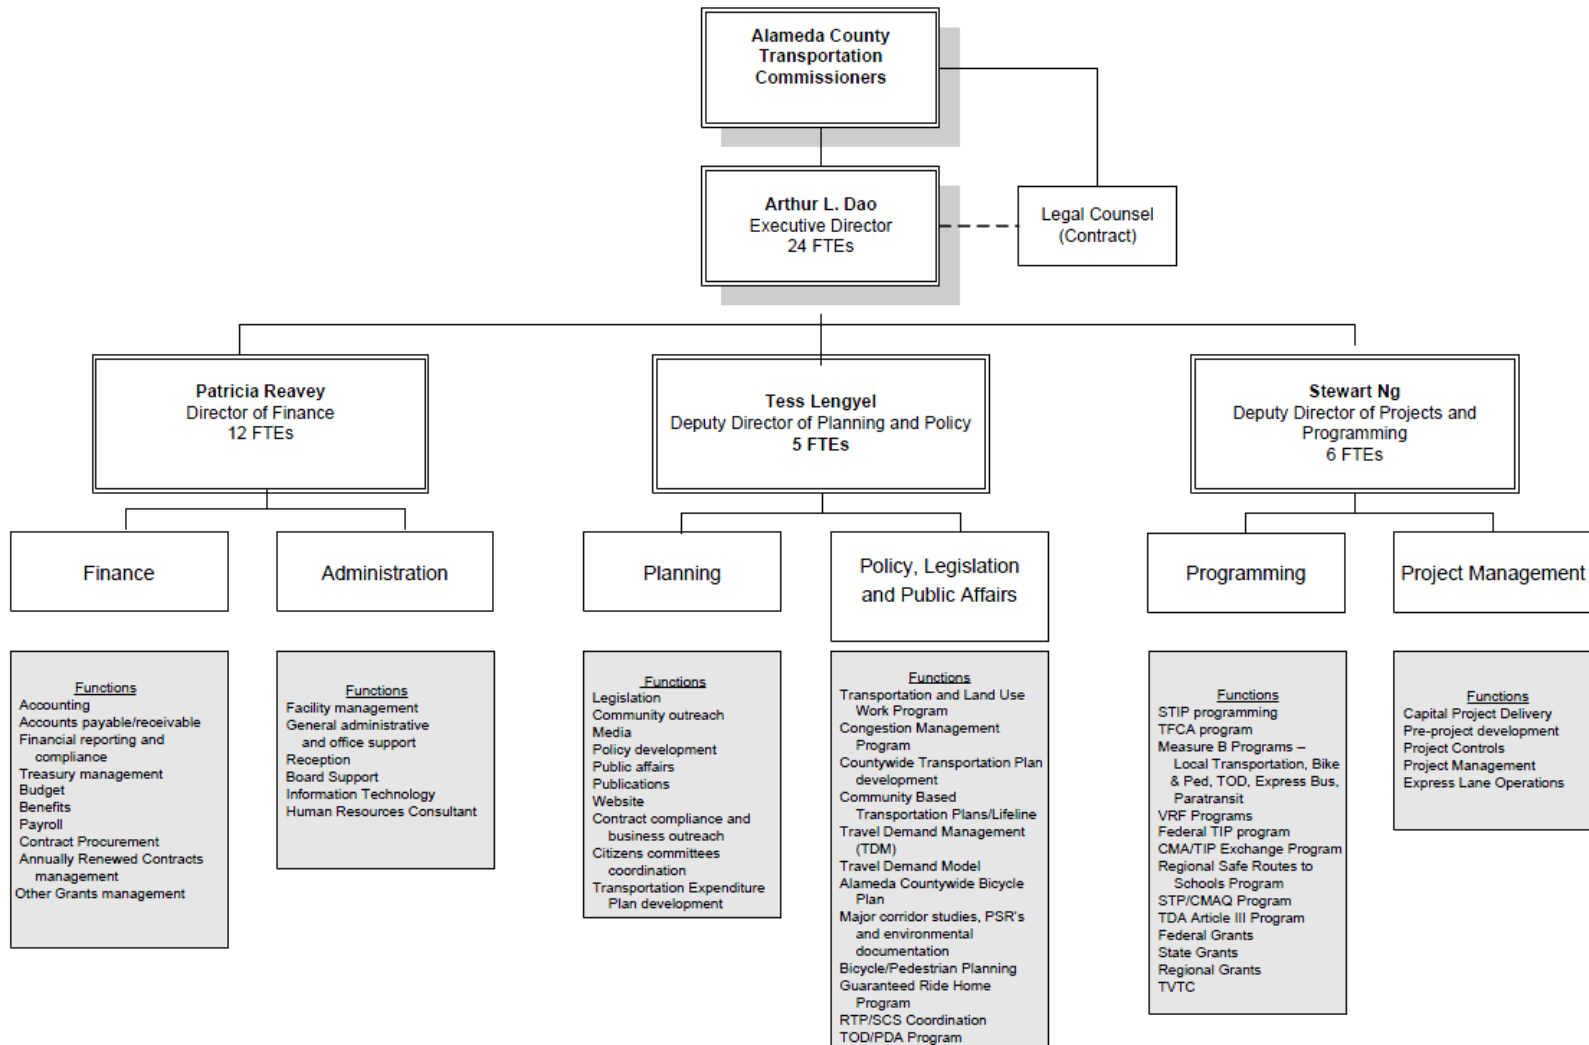 Alameda County
Transportation
Commissioners
Arthur L. Dao
Executive Director
24 FTEs
Legal Counsel
(Contract)
Patricia Reavey
Director of Finance
12 FTEs
Tess Lengyel
Deputy Director of Planning and Policy
5 FTEs
Stewart Ng
Deputy Director of Projects and
Programming
6 FTEs
Finance
Administration
Planning
Policy, Legislation
and Public Affairs
Programming
Project Management
Functions
Accounting
Accounts payable/receivable
Financial reporting and
compliance
Treasury management
Budget
Benefits
Payroll
Contract Procurement
Annually Renewed Contracts
management
Other Grants management
Functions
Facility management
General administrative
and office support
Reception
Board Support
Information Technology
Human Resources Consultant
Functions
Legislation
Community outreach
Media
Policy development
Public affairs
Publications
Website
Contract compliance and
business outreach
Citizens committees
coordination
Transportation Expenditure
Plan development
Functions
Transportation and Land Use
Work Program
Congestion Management
Program
Countywide Transportation Plan
development
Community Based
Transportation Plans/Lifeline
Travel Demand Management
(TDM)
Travel Demand Model
Alameda Countywide Bicycle
Plan
Major corridor studies, PSR's
and environmental
documentation
Bicycle/Pedestrian Planning
Guaranteed Ride Home
Program
RTP/SCS Coordination
TOD/PDA Program
Functions
STIP programming
TFCA program
Measure B Programs –
Local Transportation, Bike
& Ped, TOD, Express Bus,
Paratransit
VRF Programs
Federal TIP program
CMA/TIP Exchange Program
Regional Safe Routes to
Schools Program
STP/CMAQ Program
TDA Article III Program
Federal Grants
State Grants
Regional Grants
TVTC
Functions
Capital Project Delivery
Pre-project development
Project Controls
Project Management
Express Lane Operations